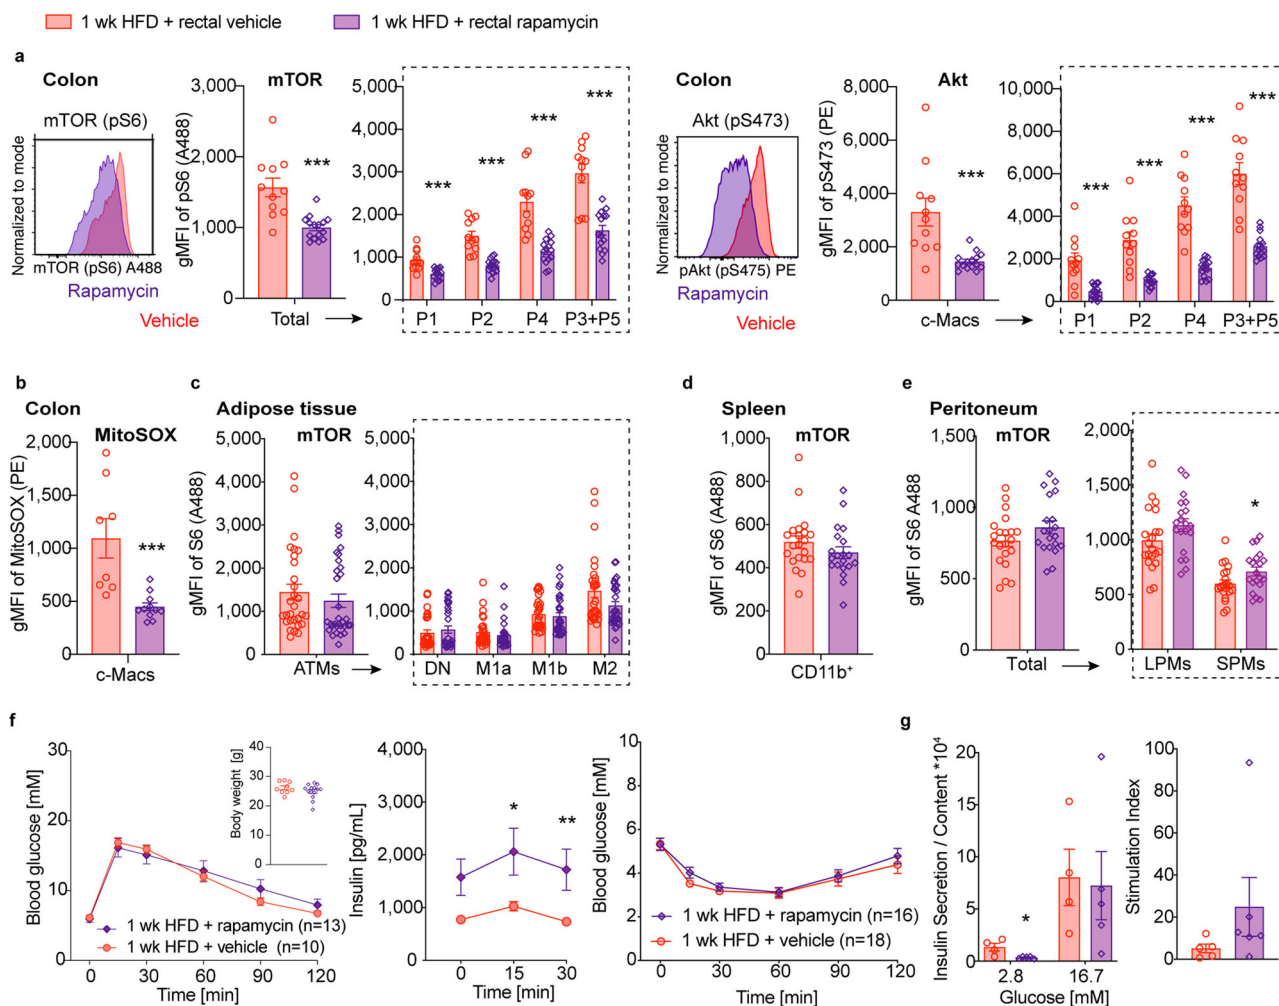 1 wk HFD + rectal vehicle
1 wk HFD + rectal rapamycin
a
Colon
mTOR (pS6)
Normalized to mode
mTOR (pS6) A488
Rapamycin
Vehicle
mTOR
gMFI of pS6 (A488)
3,000
2,000
1,000
0
***
Total
5,000
4,000
3,000
2,000
1,000
0
***
***
***
***
P1
P2
P4
P3+P5
Colon
Akt (pS473)
Normalized to mode
pAkt (pS475) PE
Rapamycin
Vehicle
Akt
gMFI of pS473 (PE)
8,000
6,000
4,000
2,000
0
***
c-Macs
10,000
8,000
6,000
4,000
2,000
0
***
***
***
***
P1
P2
P4
P3+P5
b
Colon
MitoSOX
gMFI of MitoSOX (PE)
2,000
1,500
1,000
500
0
***
c-Macs
c
Adipose tissue
mTOR
gMFI of S6 (A488)
5,000
4,000
3,000
2,000
1,000
0
ATMs
5,000
4,000
3,000
2,000
1,000
0
DN
M1a
M1b
M2
d
Spleen
mTOR
gMFI of S6 (A488)
1,000
800
600
400
200
0
CD11b⁺
e
Peritoneum
mTOR
gMFI of S6 A488
1,500
1,000
500
0
Total
2,000
1,500
1,000
500
0
*
LPMs
SPMs
f
Blood glucose [mM]
30
20
10
0
Body weight [g]
40
30
20
10
0
1 wk HFD + rapamycin (n=13)
1 wk HFD + vehicle (n=10)
0
30
60
90
120
Time [min]
Insulin [pg/mL]
4,000
3,000
2,000
1,000
0
*
**
0
15
30
Time [min]
Blood glucose [mM]
10
8
6
4
2
0
1 wk HFD + rapamycin (n=16)
1 wk HFD + vehicle (n=18)
0
30
60
90
120
Time [min]
g
Insulin Secretion / Content *10⁴
20
15
10
5
0
*
2.8
16.7
Glucose [mM]
Stimulation Index
100
80
60
40
20
0